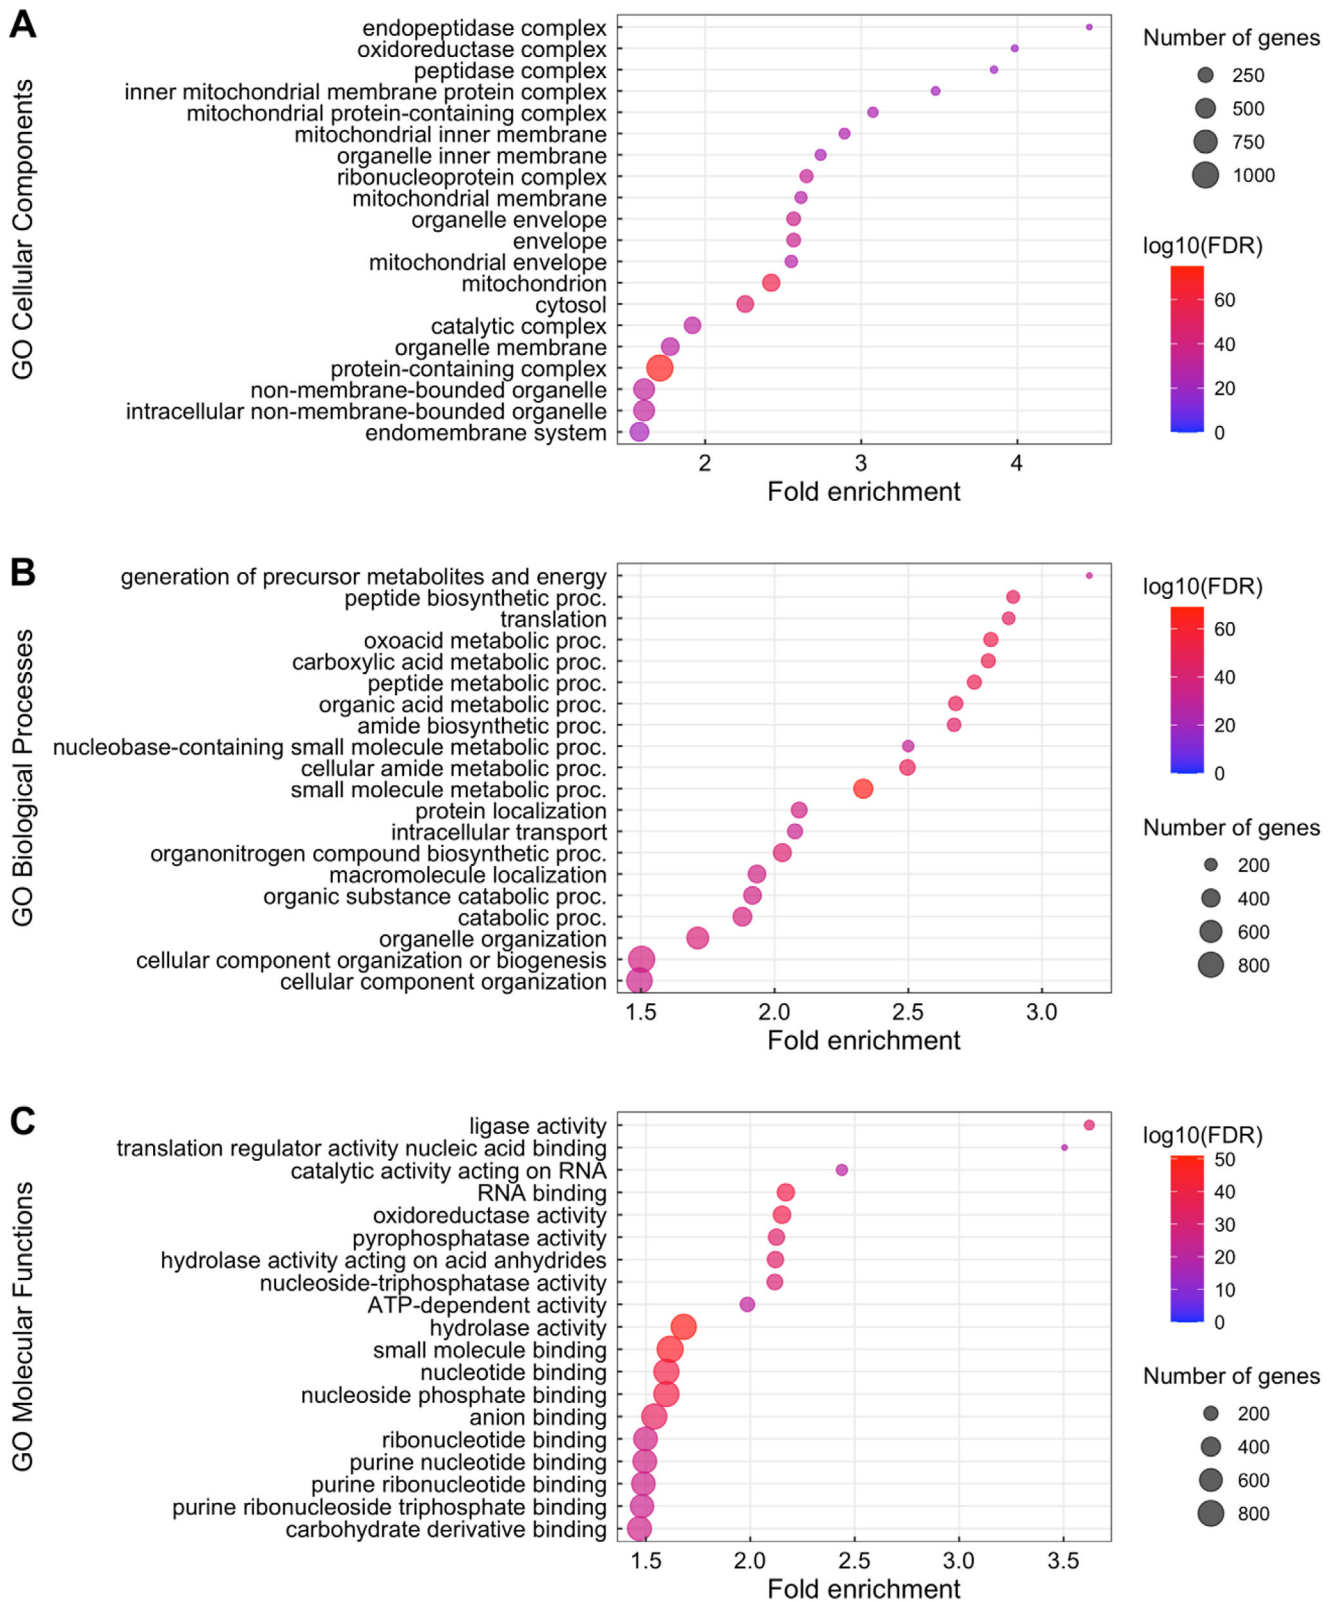 A
GO Cellular Components
endopeptidase complex
oxidoreductase complex
peptidase complex
inner mitochondrial membrane protein complex
mitochondrial protein-containing complex
mitochondrial inner membrane
organelle inner membrane
ribonucleoprotein complex
mitochondrial membrane
organelle envelope
envelope
mitochondrial envelope
mitochondrion
cytosol
catalytic complex
organelle membrane
protein-containing complex
non-membrane-bounded organelle
intracellular non-membrane-bounded organelle
endomembrane system
2 3 4
Fold enrichment
Number of genes
250
500
750
1000
log10(FDR)
60
40
20
0
B
GO Biological Processes
generation of precursor metabolites and energy
peptide biosynthetic proc.
translation
oxoacid metabolic proc.
carboxylic acid metabolic proc.
peptide metabolic proc.
organic acid metabolic proc.
amide biosynthetic proc.
nucleobase-containing small molecule metabolic proc.
cellular amide metabolic proc.
small molecule metabolic proc.
protein localization
intracellular transport
organonitrogen compound biosynthetic proc.
macromolecule localization
organic substance catabolic proc.
catabolic proc.
organelle organization
cellular component organization or biogenesis
cellular component organization
1.5 2.0 2.5 3.0
Fold enrichment
log10(FDR)
60
40
20
0
Number of genes
200
400
600
800
C
GO Molecular Functions
ligase activity
translation regulator activity nucleic acid binding
catalytic activity acting on RNA
RNA binding
oxidoreductase activity
pyrophosphatase activity
hydrolase activity acting on acid anhydrides
nucleoside-triphosphatase activity
ATP-dependent activity
hydrolase activity
small molecule binding
nucleotide binding
nucleoside phosphate binding
anion binding
ribonucleotide binding
purine nucleotide binding
purine ribonucleotide binding
purine ribonucleoside triphosphate binding
carbohydrate derivative binding
1.5 2.0 2.5 3.0 3.5
Fold enrichment
log10(FDR)
50
40
30
20
10
0
Number of genes
200
400
600
800